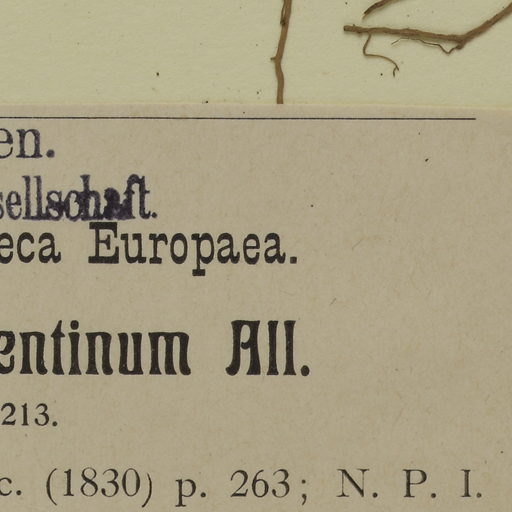 en.
sellschaft.
eca Europaea.
entinum All.
213.
c. (1830) p. 263; N. P. I.